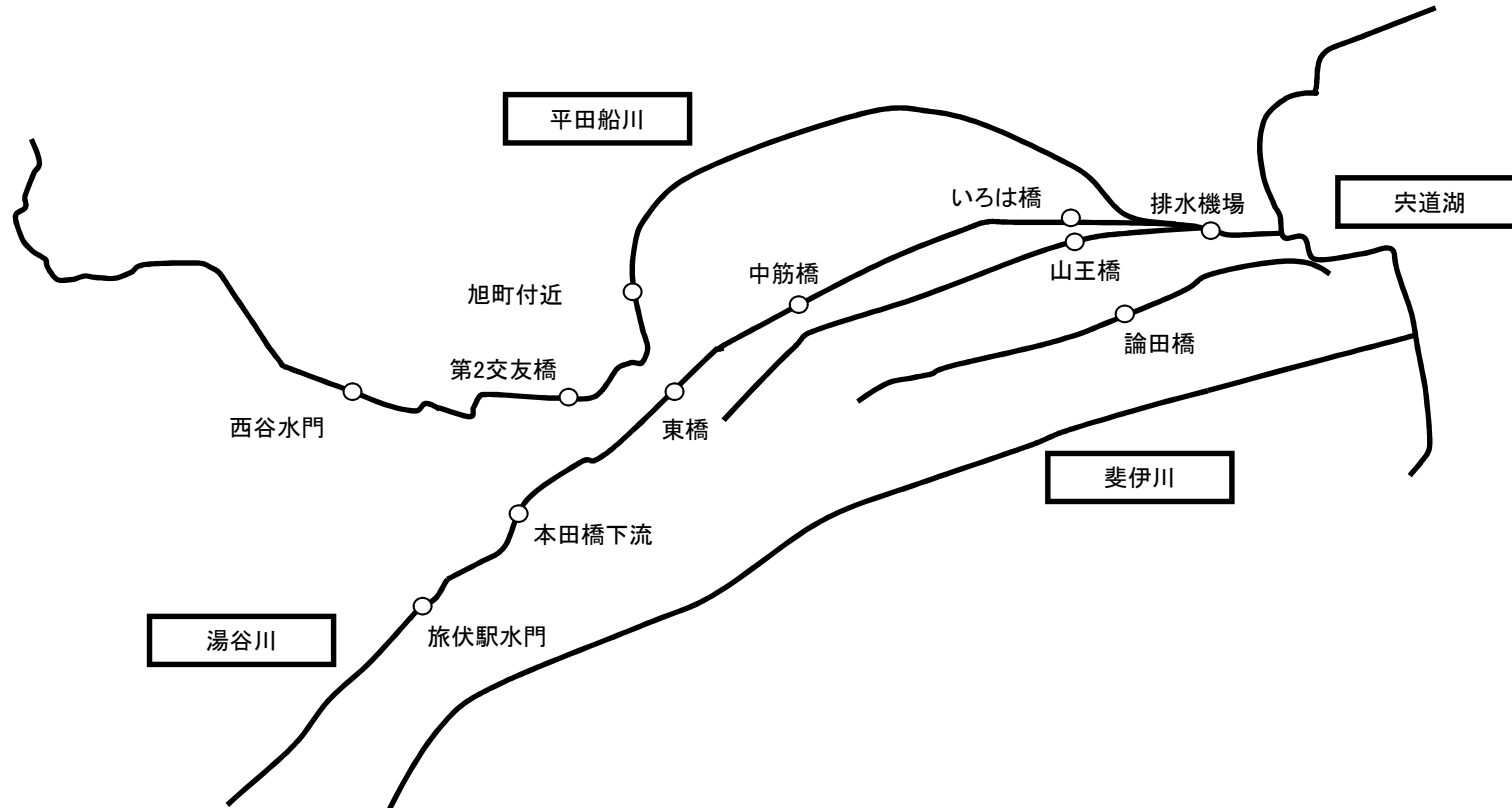 平田船川
宍道湖
いろは橋
排水機場
山王橋
中筋橋
旭町付近
論田橋
第2交友橋
西谷水門
東橋
斐伊川
本田橋下流
湯谷川
旅伏駅水門